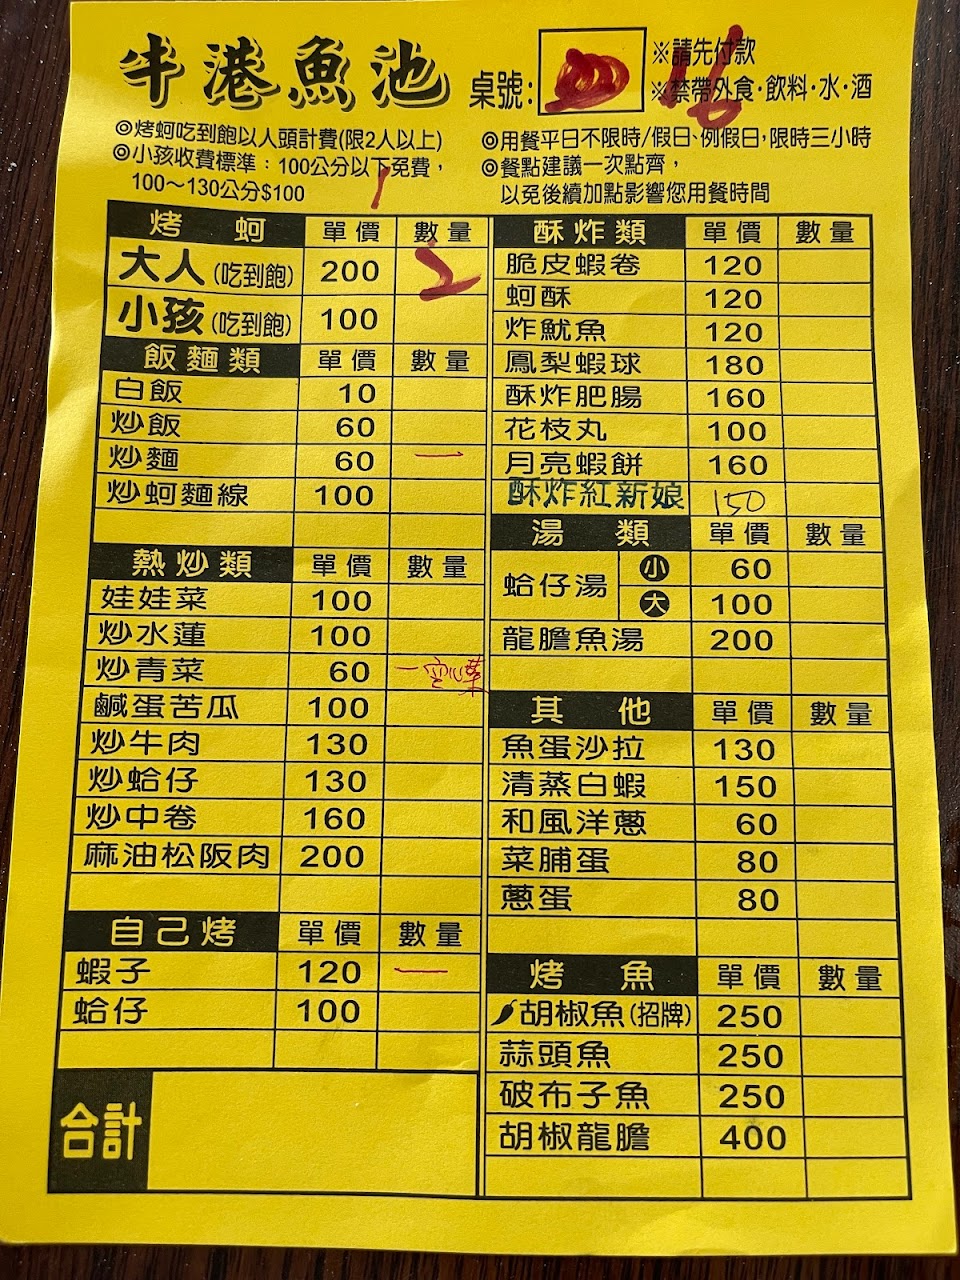 牛港魚池
桌號:
※請先付款
※禁帶外食·飲料·水·酒
6
◎烤蚵吃到飽以人頭計費(限2人以上)
◎小孩收費標準：100公分以下免費，
100～130公分$100
1
◎用餐平日不限時/假日、例假日，限時三小時
◎餐點建議一次點齊，
以免後續加點影響您用餐時間
烤 蚵 單價 數量
大人(吃到飽) 200 2
小孩(吃到飽) 100
飯麵類 單價 數量
白飯 10
炒飯 60
炒麵 60 一
炒蚵麵線 100
熱炒類 單價 數量
娃娃菜 100
炒水蓮 100
炒青菜 60 一空心菜
鹹蛋苦瓜 100
炒牛肉 130
炒蛤仔 130
炒中卷 160
麻油松阪肉 200
自己烤 單價 數量
蝦子 120 一
蛤仔 100
合計
酥炸類 單價 數量
脆皮蝦卷 120
蚵酥 120
炸魷魚 120
鳳梨蝦球 180
酥炸肥腸 160
花枝丸 100
月亮蝦餅 160
酥炸紅新娘 150
湯 類 單價 數量
蛤仔湯 小 60
大 100
龍膽魚湯 200
其 他 單價 數量
魚蛋沙拉 130
清蒸白蝦 150
和風洋蔥 60
菜脯蛋 80
蔥蛋 80
烤 魚 單價 數量
胡椒魚(招牌) 250
蒜頭魚 250
破布子魚 250
胡椒龍膽 400